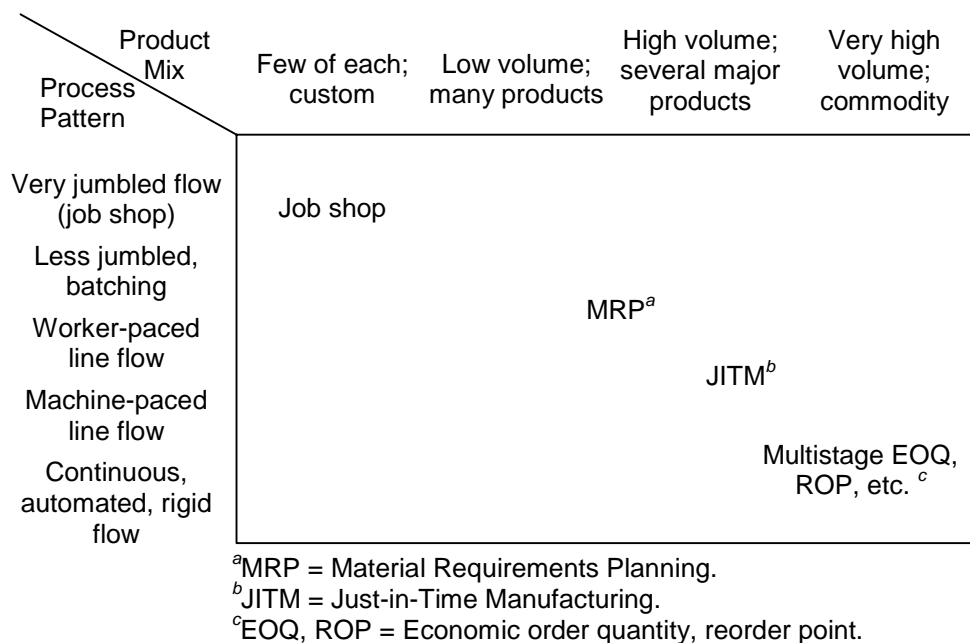 Product
Mix
Process
Pattern
Few of each;
custom
Low volume;
many products
High volume;
several major
products
Very high
volume;
commodity
Very jumbled flow
(job shop)
Job shop
Less jumbled,
batching
MRP^a
Worker-paced
line flow
JITM^b
Machine-paced
line flow
Multistage EOQ,
ROP, etc. ^c
Continuous,
automated, rigid
flow
^aMRP = Material Requirements Planning.
^bJITM = Just-in-Time Manufacturing.
^cEOQ, ROP = Economic order quantity, reorder point.